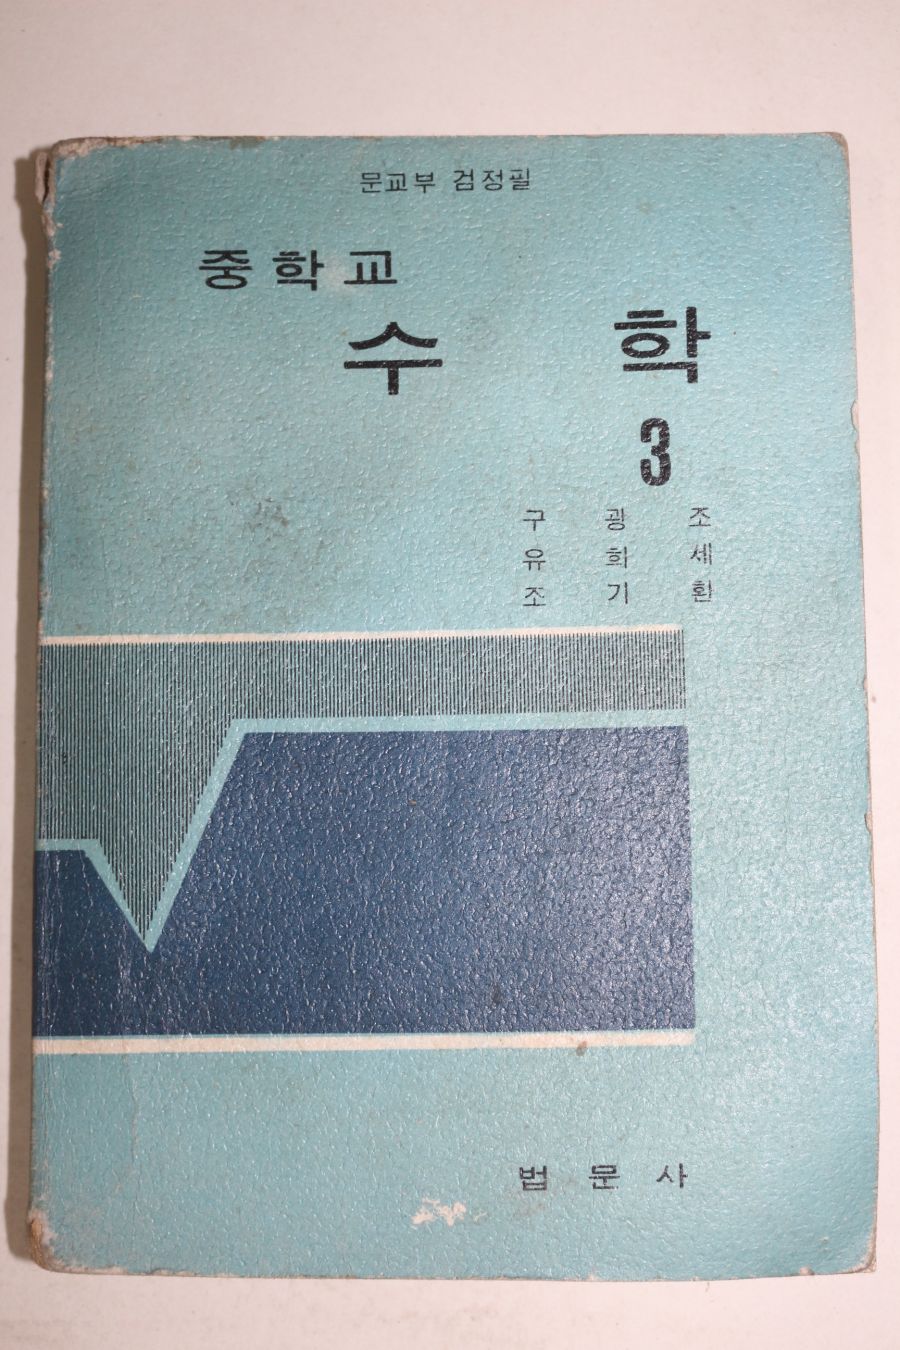 문교부 검정필
중학교
수 학
3
구 광 조
유 희 세
조 기 환
법 문 사